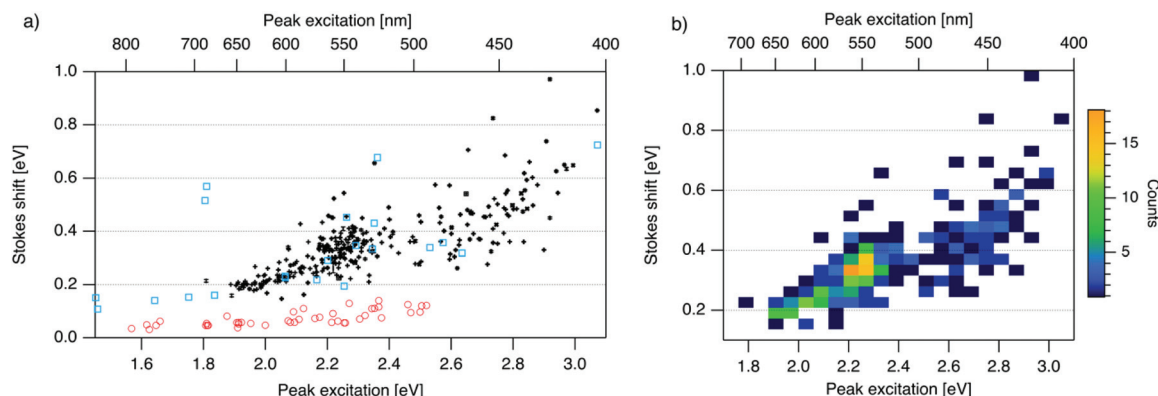 a)
Peak excitation [nm]
800 700 650 600 550 500 450 400
Stokes shift [eV]
1.0
0.8
0.6
0.4
0.2
0.0
1.6 1.8 2.0 2.2 2.4 2.6 2.8 3.0
Peak excitation [eV]
b)
Peak excitation [nm]
700 650 600 550 500 450 400
Stokes shift [eV]
1.0
0.8
0.6
0.4
0.2
1.8 2.0 2.2 2.4 2.6 2.8 3.0
Peak excitation [eV]
15
10
5
Counts